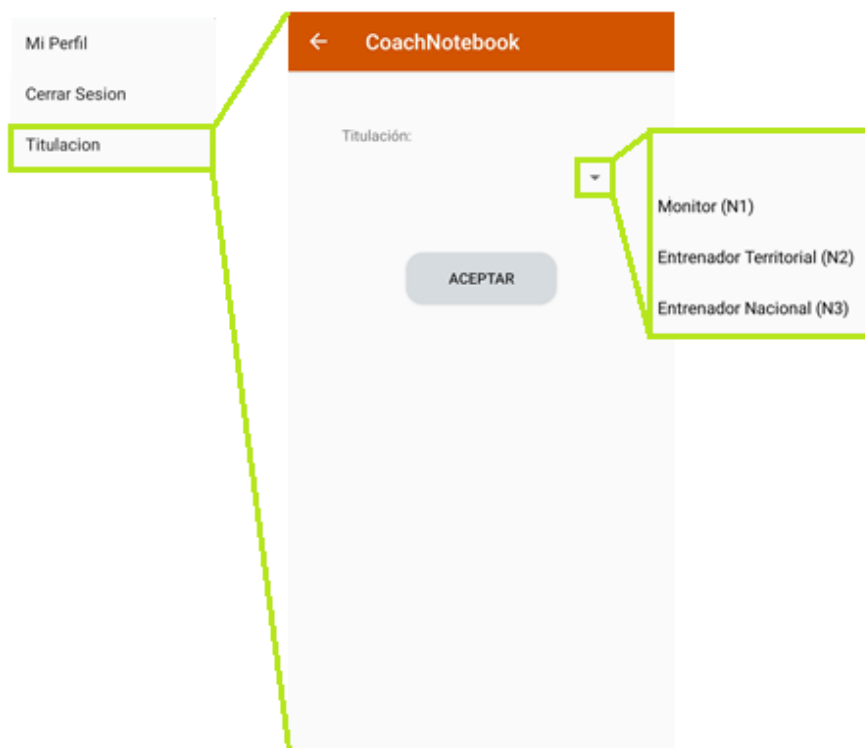 Mi Perfil
Cerrar Sesion
Titulacion
CoachNotebook
Titulación:
ACEPTAR
Monitor (N1)
Entrenador Territorial (N2)
Entrenador Nacional (N3)